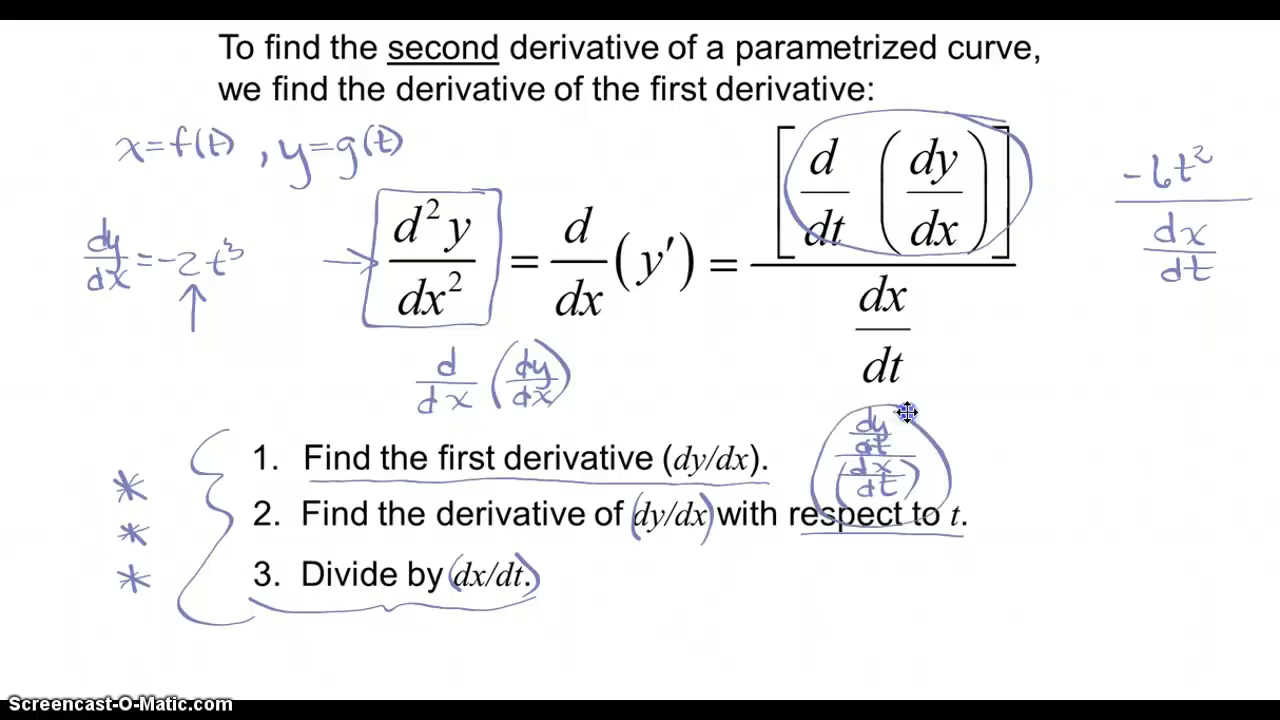 To find the second derivative of a parametrized curve,
we find the derivative of the first derivative:
x=f(t) , y=g(t)
dy/dx = -2t³
d²y/dx² = d/dx (y′) = [d/dt (dy/dx)] / dx/dt
-6t² / dx/dt
d/dx (dy/dx)
dy/dt / (dx/dt)
1. Find the first derivative (dy/dx).
2. Find the derivative of (dy/dx) with respect to t.
3. Divide by (dx/dt.)
Screencast-O-Matic.com